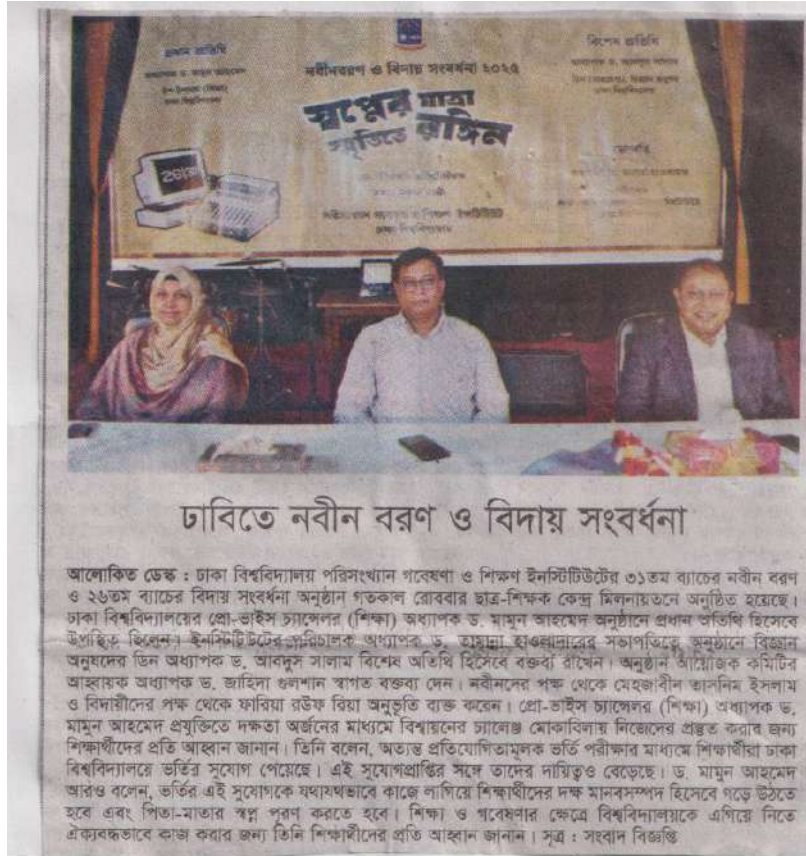 প্রধান অতিথি
বিশেষ অতিথি
নবীনবরণ ও বিদায় সংবর্ধনা ২০২৫
স্বপ্নের যাত্রা
স্মৃতিতে রঙিন
ঢাবিতে নবীন বরণ ও বিদায় সংবর্ধনা
আলোকিত ডেস্ক : ঢাকা বিশ্ববিদ্যালয় পরিসংখ্যান গবেষণা ও শিক্ষণ ইনস্টিটিউটের ৩১তম ব্যাচের নবীন বরণ
ও ২৬তম ব্যাচের বিদায় সংবর্ধনা অনুষ্ঠান গতকাল রোববার ছাত্র-শিক্ষক কেন্দ্র মিলনায়তনে অনুষ্ঠিত হয়েছে।
ঢাকা বিশ্ববিদ্যালয়ের প্রো-ভাইস চ্যান্সেলর (শিক্ষা) অধ্যাপক ড. মামুন আহমেদ অনুষ্ঠানে প্রধান অতিথি হিসেবে
উপস্থিত ছিলেন। ইনস্টিটিউটের পরিচালক অধ্যাপক ড. তামান্না হাওলাদারের সভাপতিত্বে অনুষ্ঠানে বিজ্ঞান
অনুষদের ডিন অধ্যাপক ড. আবদুস সালাম বিশেষ অতিথি হিসেবে বক্তব্য রাখেন। অনুষ্ঠান আয়োজক কমিটির
আহ্বায়ক অধ্যাপক ড. জাহিদা গুলশান স্বাগত বক্তব্য দেন। নবীনদের পক্ষ থেকে মেহজাবীন তাসনিম ইসলাম
ও বিদায়ীদের পক্ষ থেকে ফারিয়া রউফ রিয়া অনুভূতি ব্যক্ত করেন। প্রো-ভাইস চ্যান্সেলর (শিক্ষা) অধ্যাপক ড.
মামুন আহমেদ প্রযুক্তিতে দক্ষতা অর্জনের মাধ্যমে বিশ্বায়নের চ্যালেঞ্জ মোকাবিলায় নিজেদের প্রস্তুত করার জন্য
শিক্ষার্থীদের প্রতি আহ্বান জানান। তিনি বলেন, অত্যন্ত প্রতিযোগিতামূলক ভর্তি পরীক্ষার মাধ্যমে শিক্ষার্থীরা ঢাকা
বিশ্ববিদ্যালয়ে ভর্তির সুযোগ পেয়েছে। এই সুযোগপ্রাপ্তির সঙ্গে তাদের দায়িত্বও বেড়েছে। ড. মামুন আহমেদ
আরও বলেন, ভর্তির এই সুযোগকে যথাযথভাবে কাজে লাগিয়ে শিক্ষার্থীদের দক্ষ মানবসম্পদ হিসেবে গড়ে উঠতে
হবে এবং পিতা-মাতার স্বপ্ন পূরণ করতে হবে। শিক্ষা ও গবেষণার ক্ষেত্রে বিশ্ববিদ্যালয়কে এগিয়ে নিতে
ঐক্যবদ্ধভাবে কাজ করার জন্য তিনি শিক্ষার্থীদের প্রতি আহ্বান জানান। সূত্র : সংবাদ বিজ্ঞপ্তি